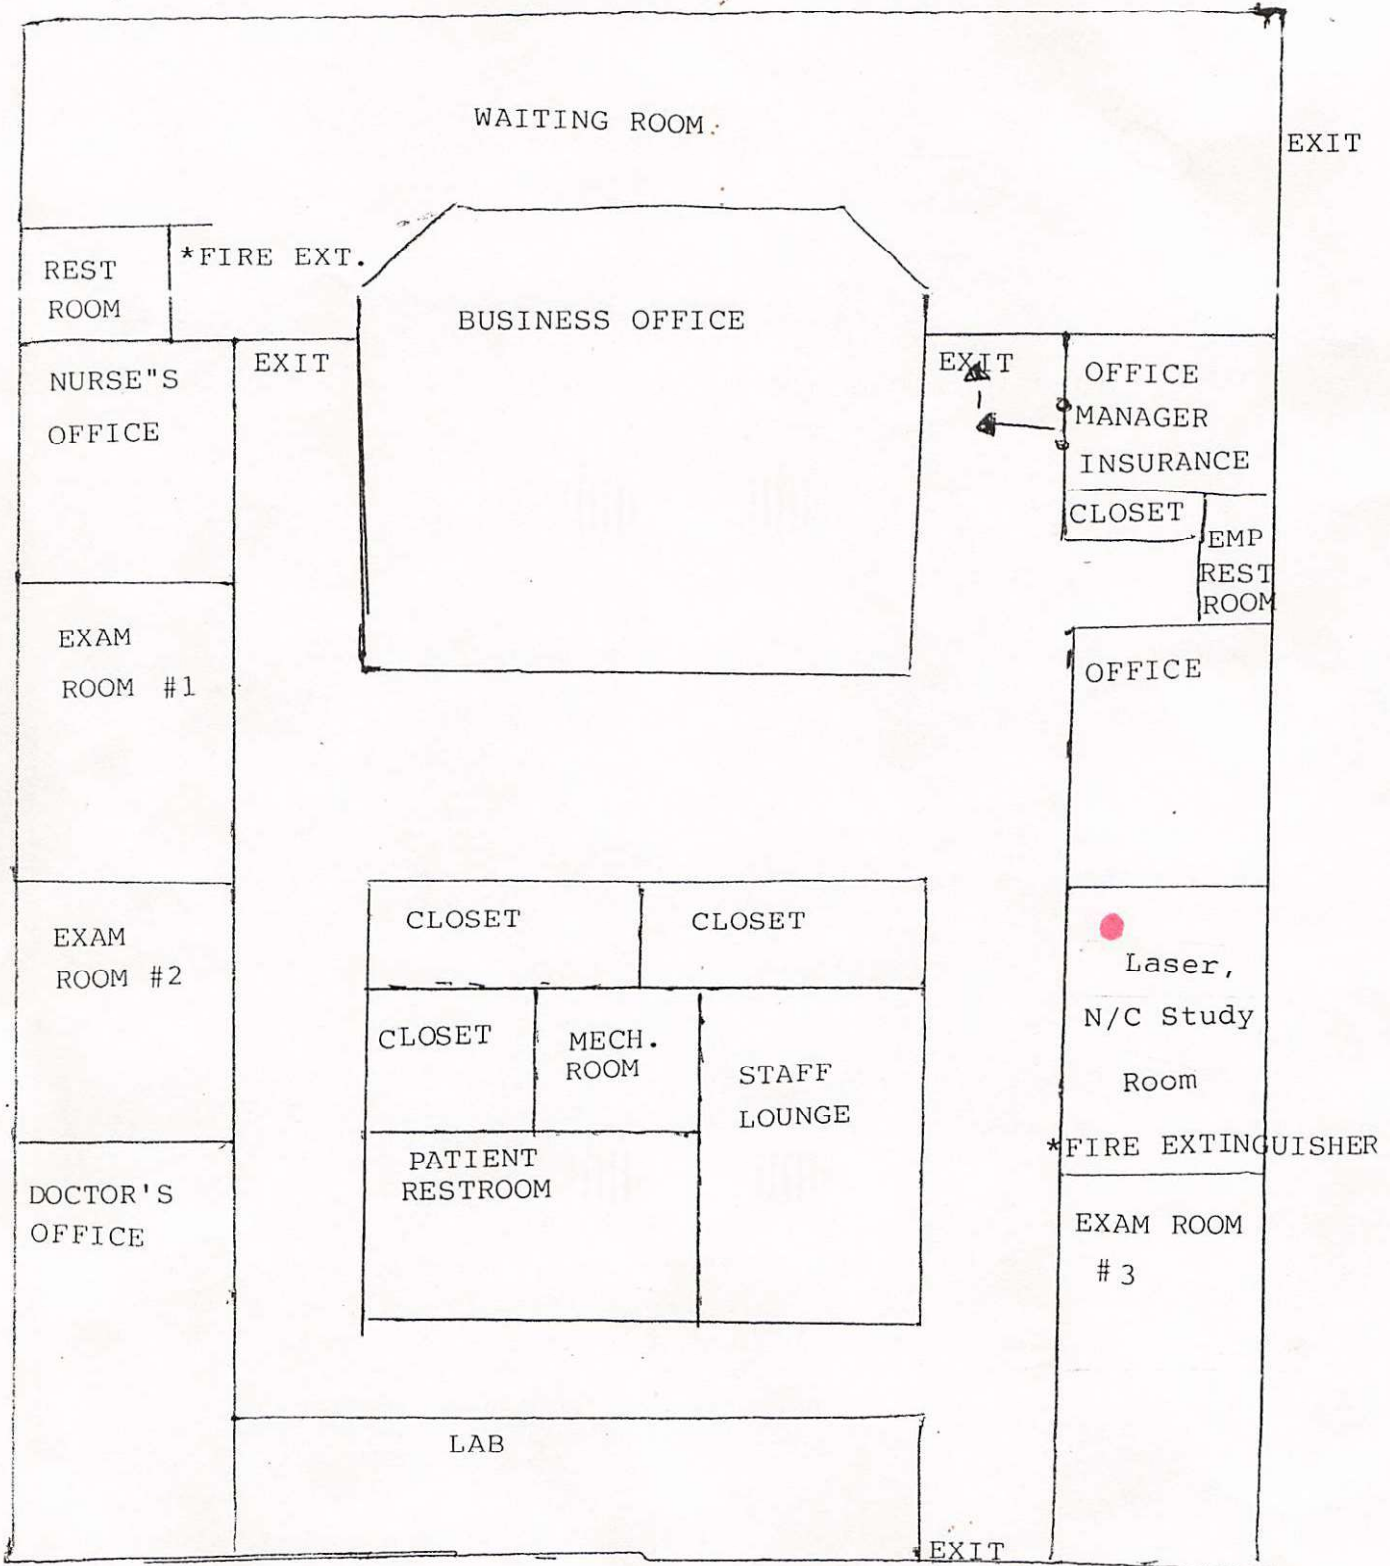 WAITING ROOM
EXIT
REST
ROOM
*FIRE EXT.
BUSINESS OFFICE
NURSE"S
OFFICE
EXIT
EXIT
OFFICE
MANAGER
INSURANCE
CLOSET
EMP
REST
ROOM
EXAM
ROOM #1
OFFICE
EXAM
ROOM #2
CLOSET
CLOSET
CLOSET
MECH.
ROOM
STAFF
LOUNGE
Laser,
N/C Study
Room
*FIRE EXTINGUISHER
PATIENT
RESTROOM
DOCTOR'S
OFFICE
EXAM ROOM
#3
LAB
EXIT